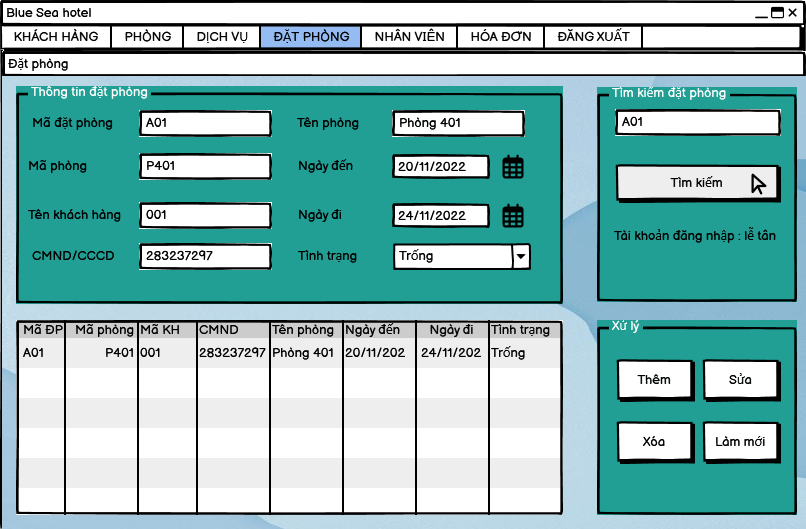 Blue Sea hotel
KHÁCH HÀNG PHÒNG DỊCH VỤ ĐẶT PHÒNG NHÂN VIÊN HÓA ĐƠN ĐĂNG XUẤT
Đặt phòng
Thông tin đặt phòng
Mã đặt phòng A01 Tên phòng Phòng 401
Mã phòng P401 Ngày đến 20/11/2022
Tên khách hàng 001 Ngày đi 24/11/2022
CMND/CCCD 283237297 Tình trạng Trống
Tìm kiếm đặt phòng
A01
Tìm kiếm
Tài khoản đăng nhập : lễ tân
Mã ĐP Mã phòng Mã KH CMND Tên phòng Ngày đến Ngày đi Tình trạng
A01 P401 001 283237297 Phòng 401 20/11/202 24/11/202 Trống
Xử lý
Thêm Sửa
Xóa Làm mới